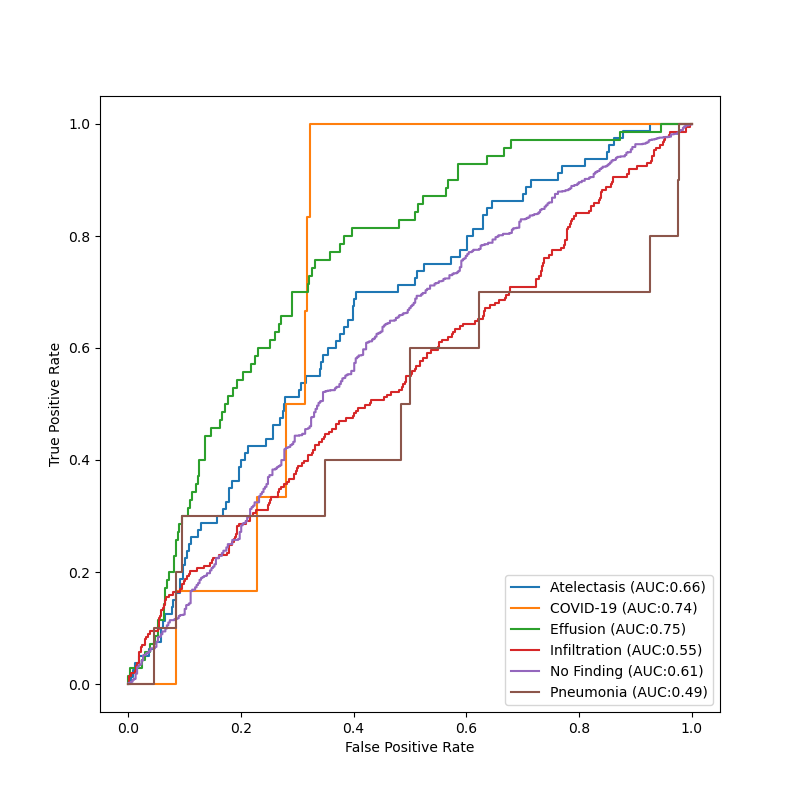 1.0
0.8
0.6
0.4
0.2
0.0
True Positive Rate
0.0 0.2 0.4 0.6 0.8 1.0
False Positive Rate
Atelectasis (AUC:0.66)
COVID-19 (AUC:0.74)
Effusion (AUC:0.75)
Infiltration (AUC:0.55)
No Finding (AUC:0.61)
Pneumonia (AUC:0.49)